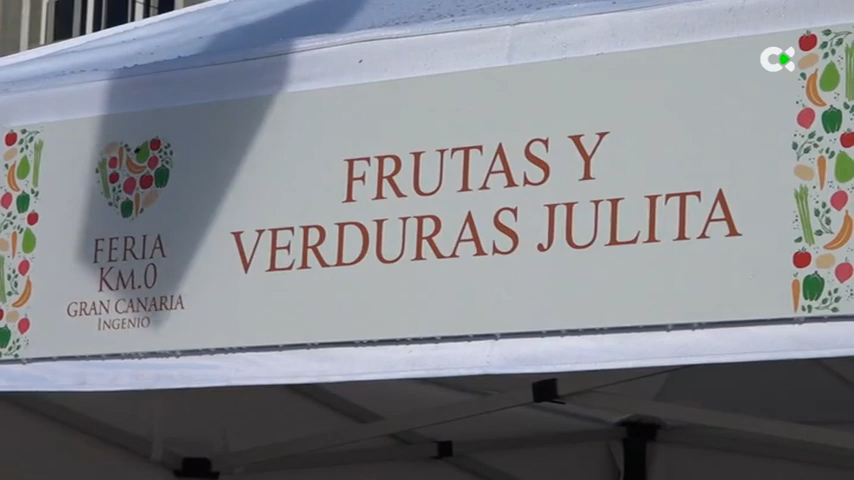 FERIA
KM.0
GRAN CANARIA
INGENIO
FRUTAS Y
VERDURAS JULITA